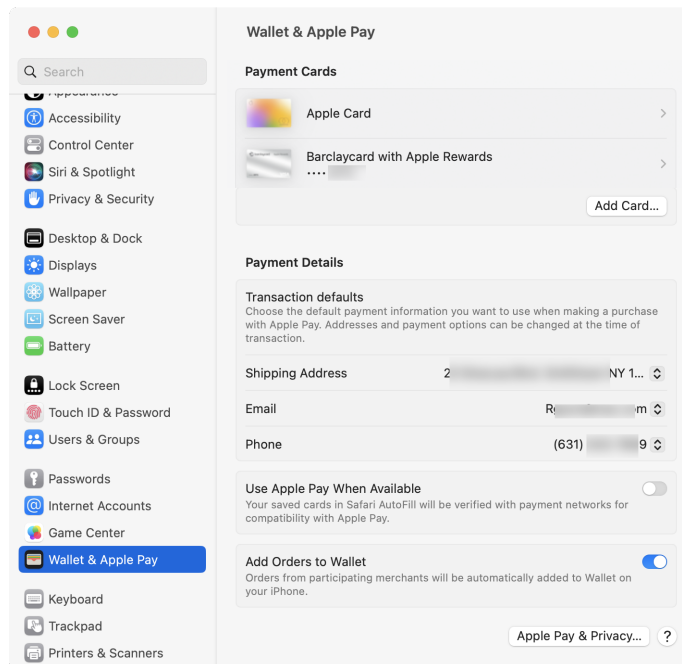 Wallet & Apple Pay
Search
Appearance
Accessibility
Control Center
Siri & Spotlight
Privacy & Security
Desktop & Dock
Displays
Wallpaper
Screen Saver
Battery
Lock Screen
Touch ID & Password
Users & Groups
Passwords
Internet Accounts
Game Center
Wallet & Apple Pay
Keyboard
Trackpad
Printers & Scanners
Payment Cards
Apple Card
Barclaycard with Apple Rewards
••••
Add Card...
Payment Details
Transaction defaults
Choose the default payment information you want to use when making a purchase
with Apple Pay. Addresses and payment options can be changed at the time of
transaction.
Shipping Address 2 NY 1...
Email R m
Phone (631) 9
Use Apple Pay When Available
Your saved cards in Safari AutoFill will be verified with payment networks for
compatibility with Apple Pay.
Add Orders to Wallet
Orders from participating merchants will be automatically added to Wallet on
your iPhone.
Apple Pay & Privacy... ?